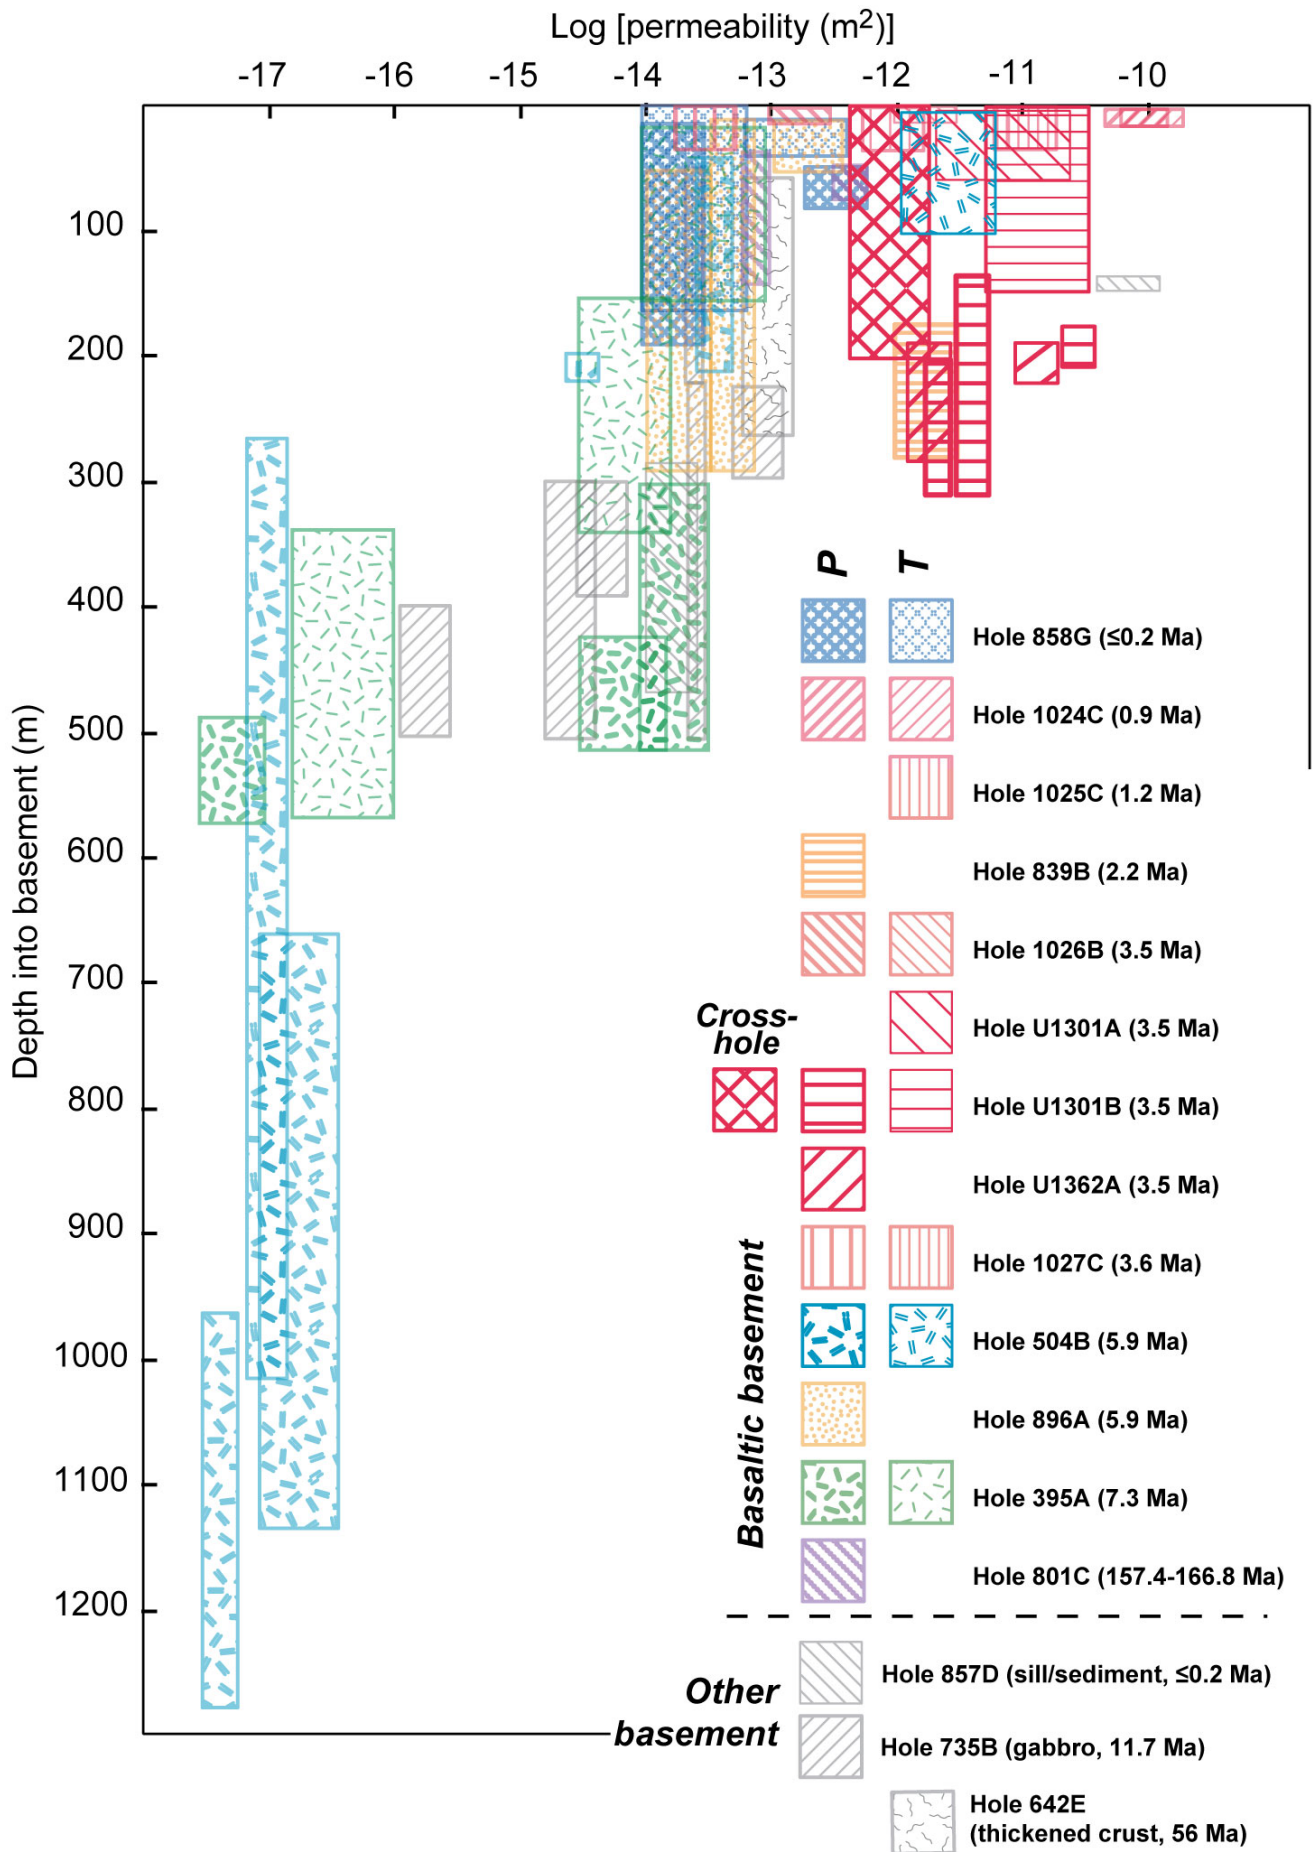 Log [permeability (m2)]
-17 -16 -15 -14 -13 -12 -11 -10
Depth into basement (m)
100
200
300
400
500
600
700
800
900
1000
1100
1200
P T
Hole 858G (≤0.2 Ma)
Hole 1024C (0.9 Ma)
Hole 1025C (1.2 Ma)
Hole 839B (2.2 Ma)
Hole 1026B (3.5 Ma)
Hole U1301A (3.5 Ma)
Cross-
hole
Hole U1301B (3.5 Ma)
Hole U1362A (3.5 Ma)
Hole 1027C (3.6 Ma)
Hole 504B (5.9 Ma)
Hole 896A (5.9 Ma)
Hole 395A (7.3 Ma)
Hole 801C (157.4-166.8 Ma)
Basaltic basement
Other
basement
Hole 857D (sill/sediment, ≤0.2 Ma)
Hole 735B (gabbro, 11.7 Ma)
Hole 642E
(thickened crust, 56 Ma)